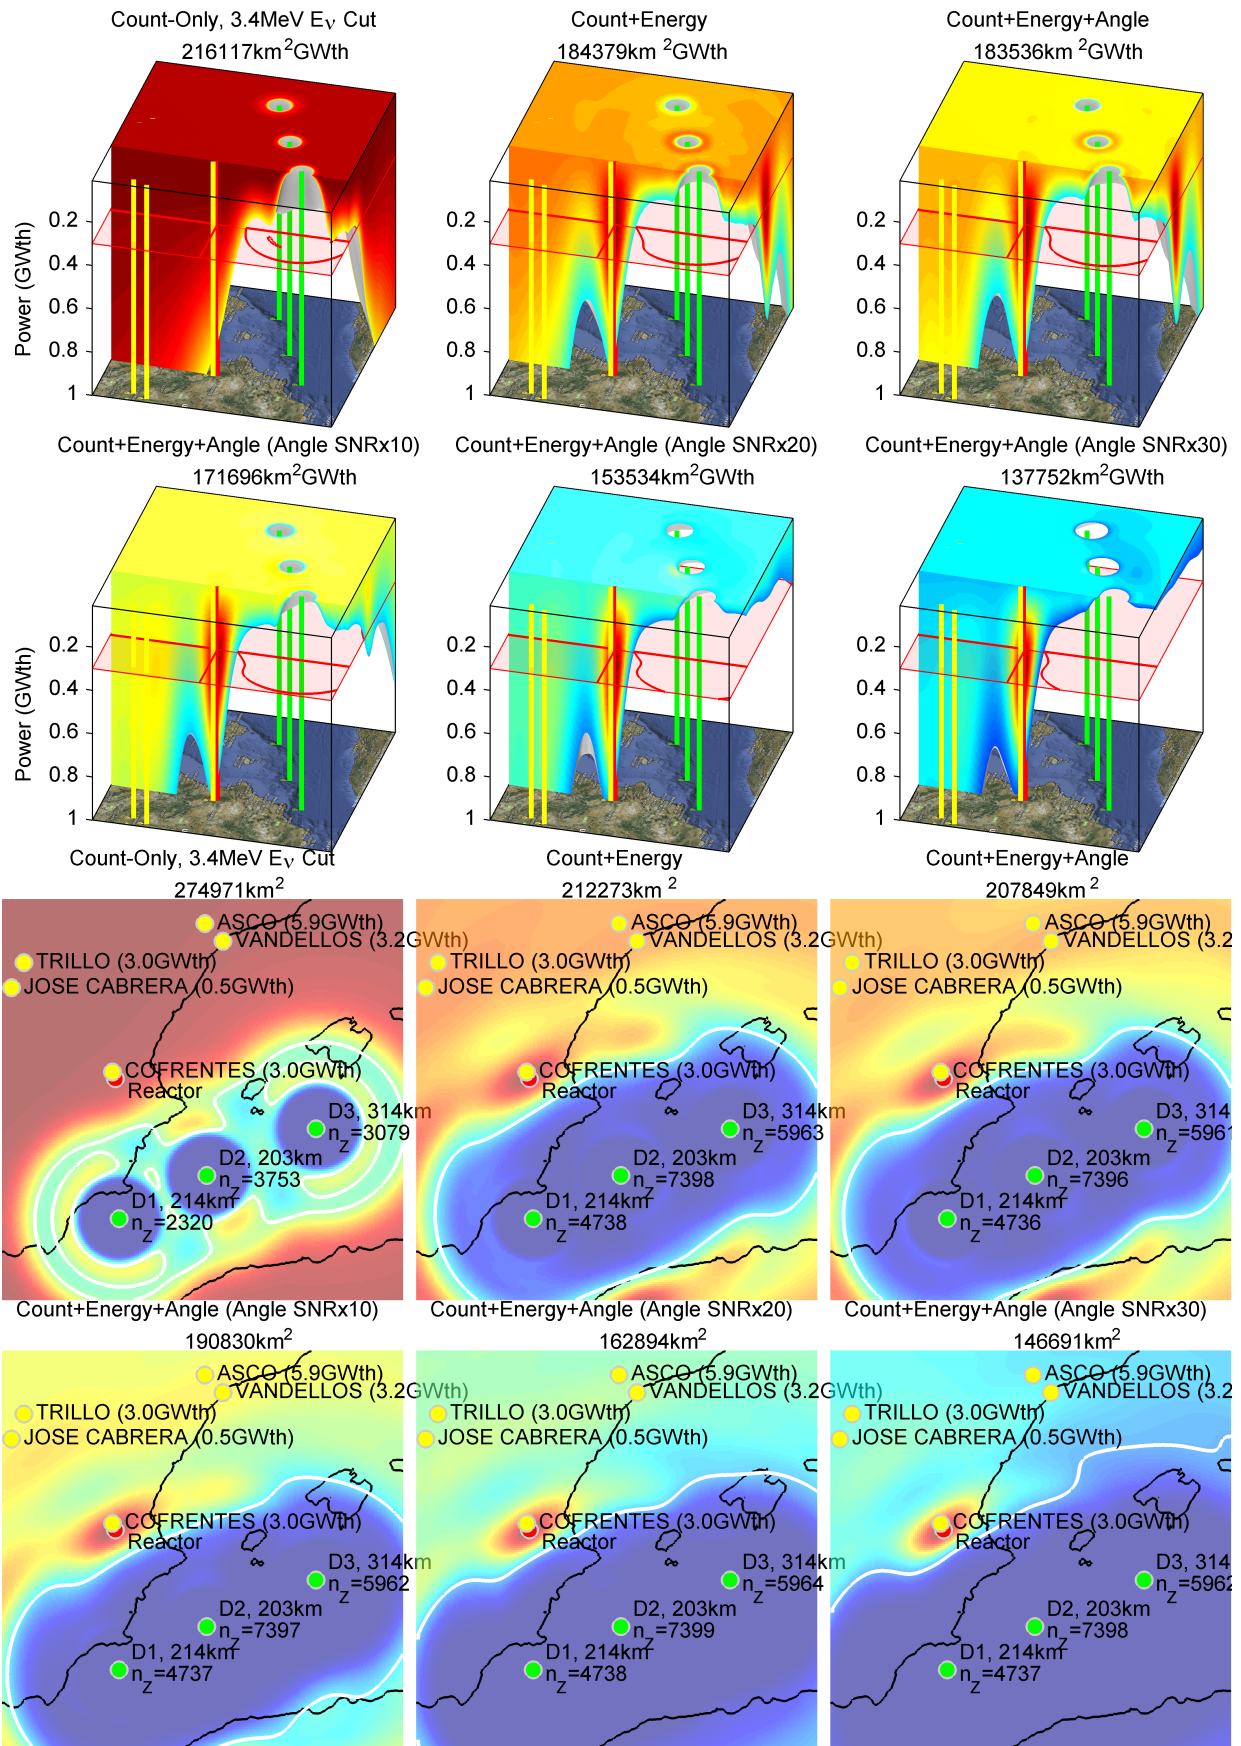 Count-Only, 3.4MeV Eν Cut
216117km²GWth
Count+Energy
184379km ²GWth
Count+Energy+Angle
183536km ²GWth
Power (GWth)
0.2
0.4
0.6
0.8
1
0.2
0.4
0.6
0.8
1
0.2
0.4
0.6
0.8
1
Count+Energy+Angle (Angle SNRx10)
171696km²GWth
Count+Energy+Angle (Angle SNRx20)
153534km²GWth
Count+Energy+Angle (Angle SNRx30)
137752km²GWth
Power (GWth)
0.2
0.4
0.6
0.8
1
0.2
0.4
0.6
0.8
1
0.2
0.4
0.6
0.8
1
Count-Only, 3.4MeV Eν Cut
274971km²
ASCO (5.9GWth)
VANDELLOS (3.2GWth)
TRILLO (3.0GWth)
JOSE CABRERA (0.5GWth)
COFRENTES (3.0GWth)
Reactor
D3, 314km
nz=3079
D2, 203km
nz=3753
D1, 214km
nz=2320
Count+Energy
212273km ²
ASCO (5.9GWth)
VANDELLOS (3.2GWth)
TRILLO (3.0GWth)
JOSE CABRERA (0.5GWth)
COFRENTES (3.0GWth)
Reactor
D3, 314km
nz=5963
D2, 203km
nz=7398
D1, 214km
nz=4738
Count+Energy+Angle
207849km ²
ASCO (5.9GWth)
VANDELLOS (3.2
TRILLO (3.0GWth)
JOSE CABRERA (0.5GWth)
COFRENTES (3.0GWth)
Reactor
D3, 314
nz=5961
D2, 203km
nz=7396
D1, 214km
nz=4736
Count+Energy+Angle (Angle SNRx10)
190830km²
ASCO (5.9GWth)
VANDELLOS (3.2GWth)
TRILLO (3.0GWth)
JOSE CABRERA (0.5GWth)
COFRENTES (3.0GWth)
Reactor
D3, 314km
nz=5962
D2, 203km
nz=7397
D1, 214km
nz=4737
Count+Energy+Angle (Angle SNRx20)
162894km²
ASCO (5.9GWth)
VANDELLOS (3.2GWth)
TRILLO (3.0GWth)
JOSE CABRERA (0.5GWth)
COFRENTES (3.0GWth)
Reactor
D3, 314km
nz=5964
D2, 203km
nz=7399
D1, 214km
nz=4738
Count+Energy+Angle (Angle SNRx30)
146691km²
ASCO (5.9GWth)
VANDELLOS (3.2
TRILLO (3.0GWth)
JOSE CABRERA (0.5GWth)
COFRENTES (3.0GWth)
Reactor
D3, 314
nz=5962
D2, 203km
nz=7398
D1, 214km
nz=4737